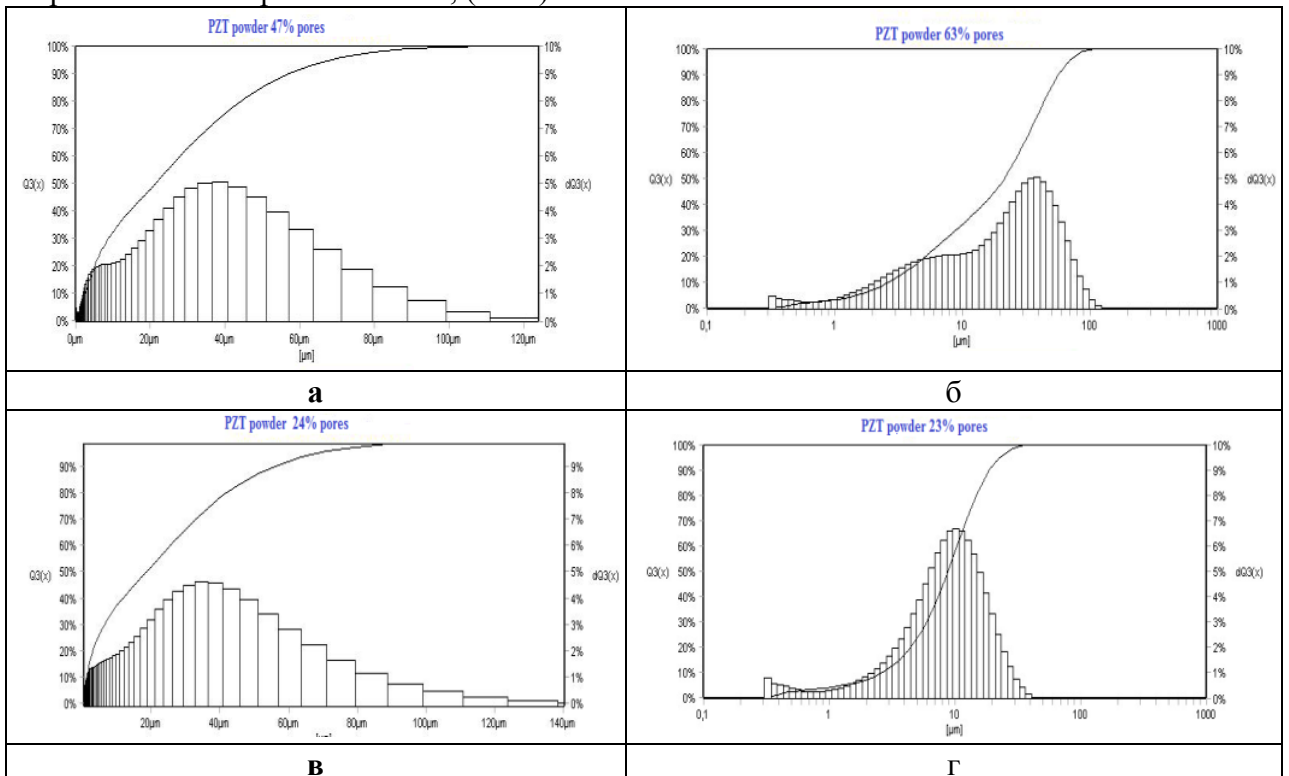 PZT powder 47% pores
100% 10%
90% 9%
80% 8%
70% 7%
60% 6%
Q3(x) 50% 5% dQ3(x)
40% 4%
30% 3%
20% 2%
10% 1%
0% 0%
0µm 20µm 40µm 60µm 80µm 100µm 120µm
[µm]
PZT powder 63% pores
100% 10%
90% 9%
80% 8%
70% 7%
60% 6%
Q3(x) 50% 5% dQ3(x)
40% 4%
30% 3%
20% 2%
10% 1%
0% 0%
0,1 1 10 100 1000
[µm]
а б
PZT powder 24% pores
90% 9%
80% 8%
70% 7%
60% 6%
Q3(x) 50% 5% dQ3(x)
40% 4%
30% 3%
20% 2%
10% 1%
0% 0%
20µm 40µm 60µm 80µm 100µm 120µm 140µm
PZT powder 23% pores
100% 10%
90% 9%
80% 8%
70% 7%
60% 6%
Q3(x) 50% 5% dQ3(x)
40% 4%
30% 3%
20% 2%
10% 1%
0% 0%
0,1 1 10 100 1000
[µm]
в г